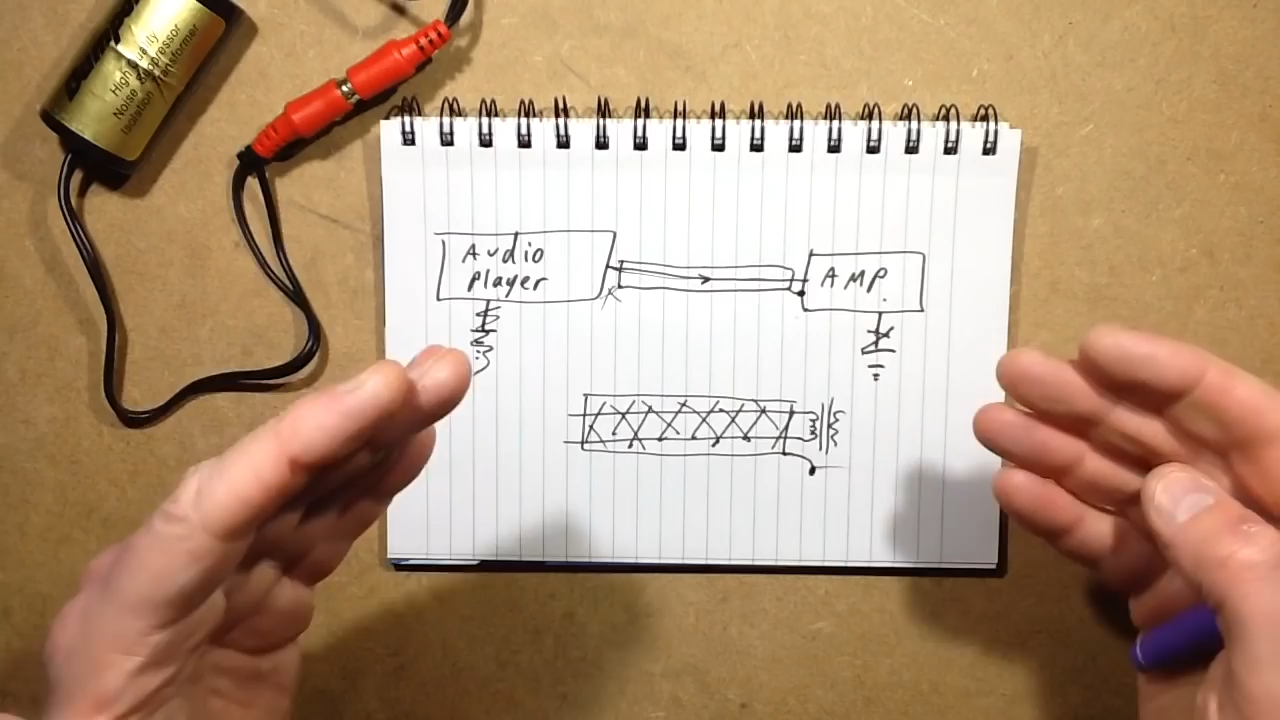 High Quality
Noise Suppressor
Isolation Transformer
Audio
Player
AMP.